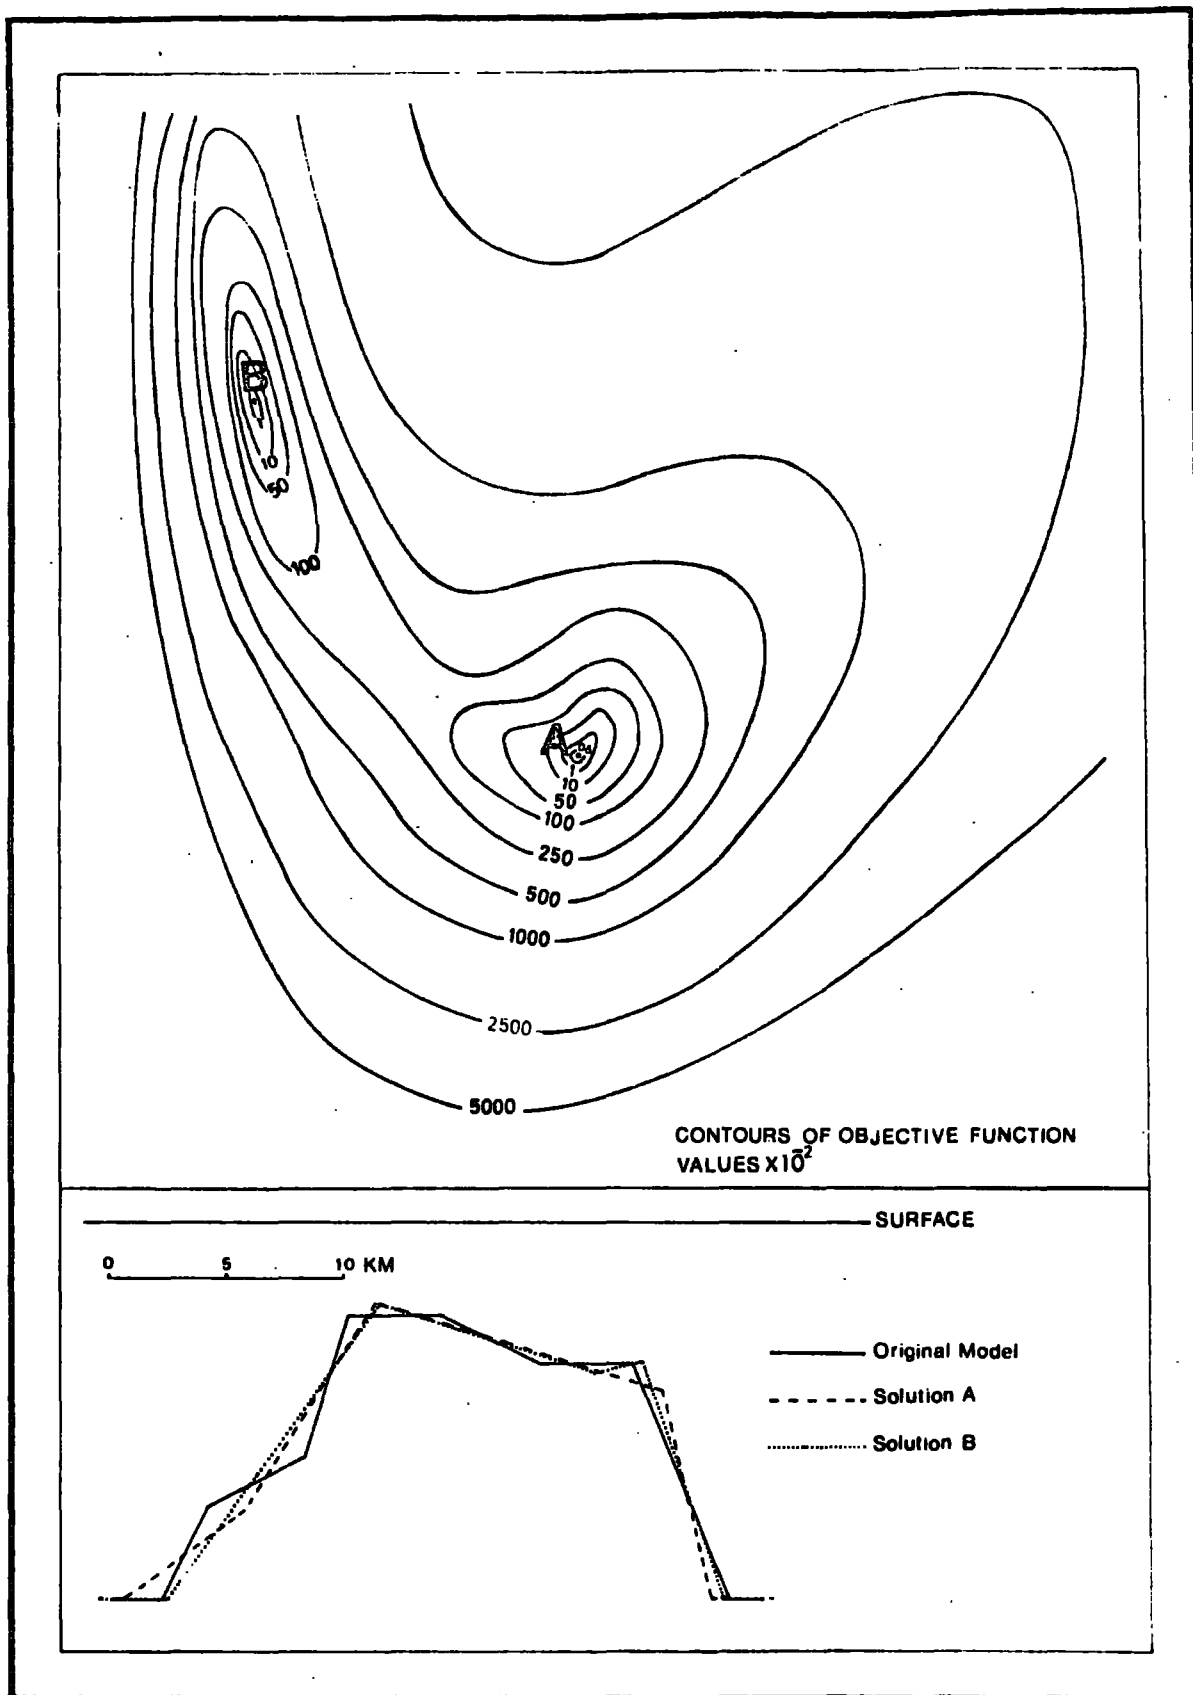 B
10
50
100
A
1
10
50
100
250
500
1000
2500
5000
CONTOURS OF OBJECTIVE FUNCTION
VALUES X10̄²
SURFACE
0 5 10 KM
Original Model
Solution A
Solution B